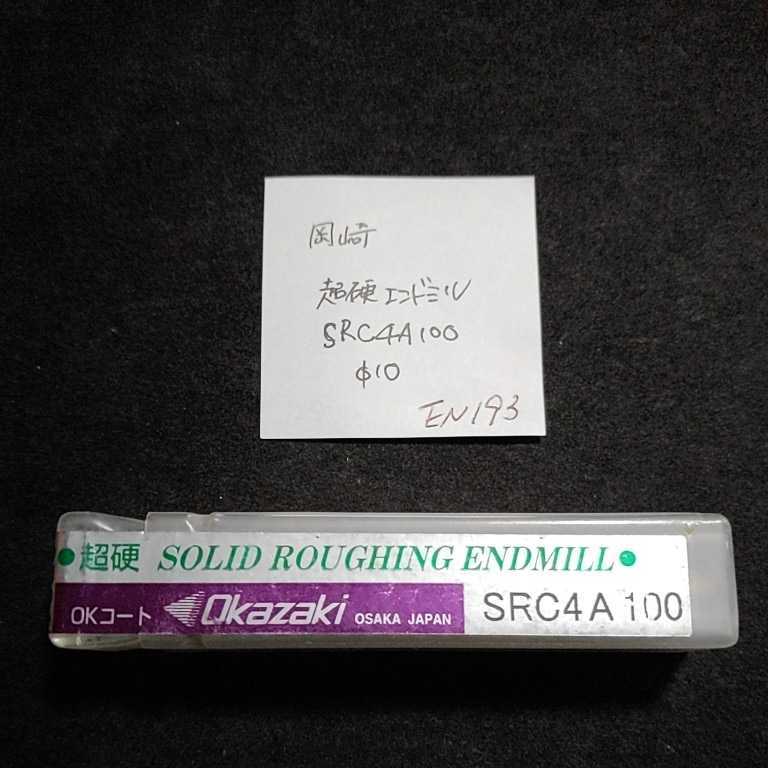 岡崎
超硬エンドミル
SRC4A100
φ10
EN193
超硬 SOLID ROUGHING ENDMILL
OKコート Okazaki OSAKA JAPAN SRC4A100